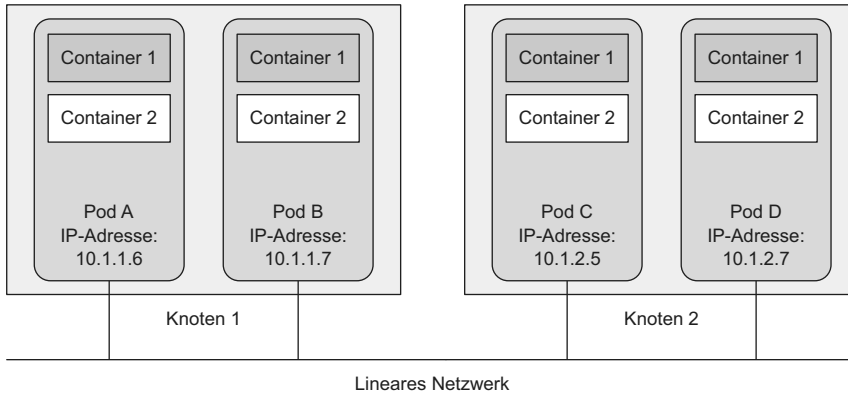 Container 1
Container 2
Pod A
IP-Adresse:
10.1.1.6
Container 1
Container 2
Pod B
IP-Adresse:
10.1.1.7
Knoten 1
Container 1
Container 2
Pod C
IP-Adresse:
10.1.2.5
Container 1
Container 2
Pod D
IP-Adresse:
10.1.2.7
Knoten 2
Lineares Netzwerk